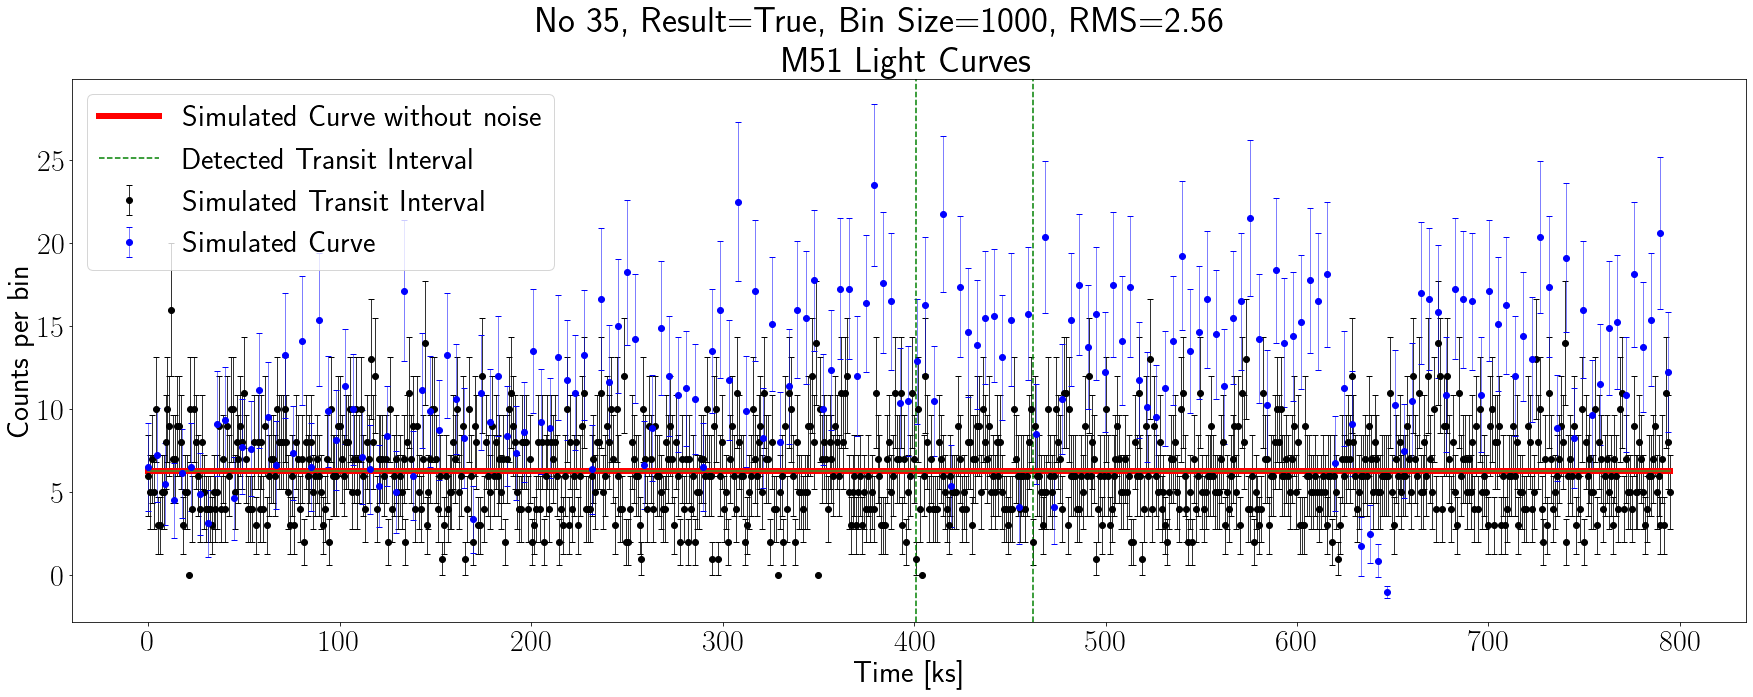 No 35, Result=True, Bin Size=1000, RMS=2.56
M51 Light Curves
Simulated Curve without noise
Detected Transit Interval
Simulated Transit Interval
Simulated Curve
Counts per bin
25
20
15
10
5
0
0 100 200 300 400 500 600 700 800
Time [ks]